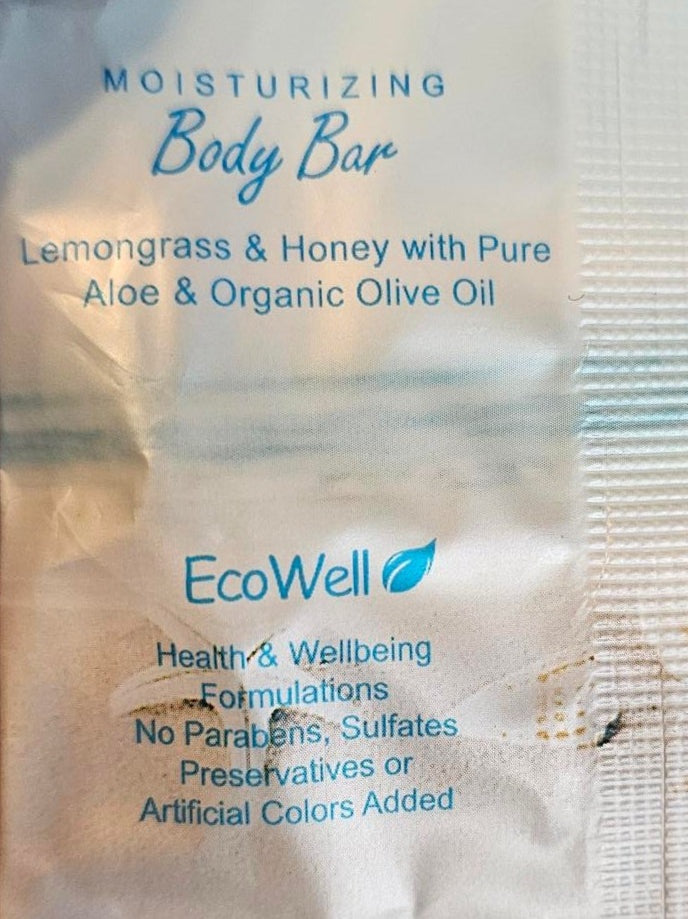 MOISTURIZING
Body Bar
Lemongrass & Honey with Pure
Aloe & Organic Olive Oil
EcoWell
Health & Wellbeing
Formulations
No Parabens, Sulfates
Preservatives or
Artificial Colors Added